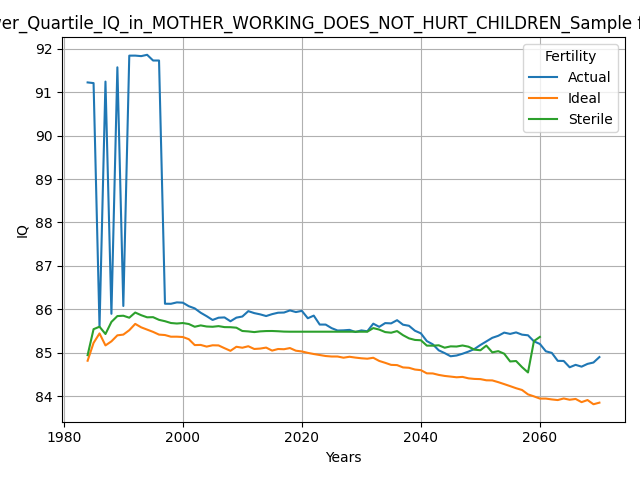 wer_Quartile_IQ_in_MOTHER_WORKING_DOES_NOT_HURT_CHILDREN_Sample f
Fertility
Actual
Ideal
Sterile
92
91
90
89
88
87
86
85
84
IQ
1980
2000
2020
2040
2060
Years